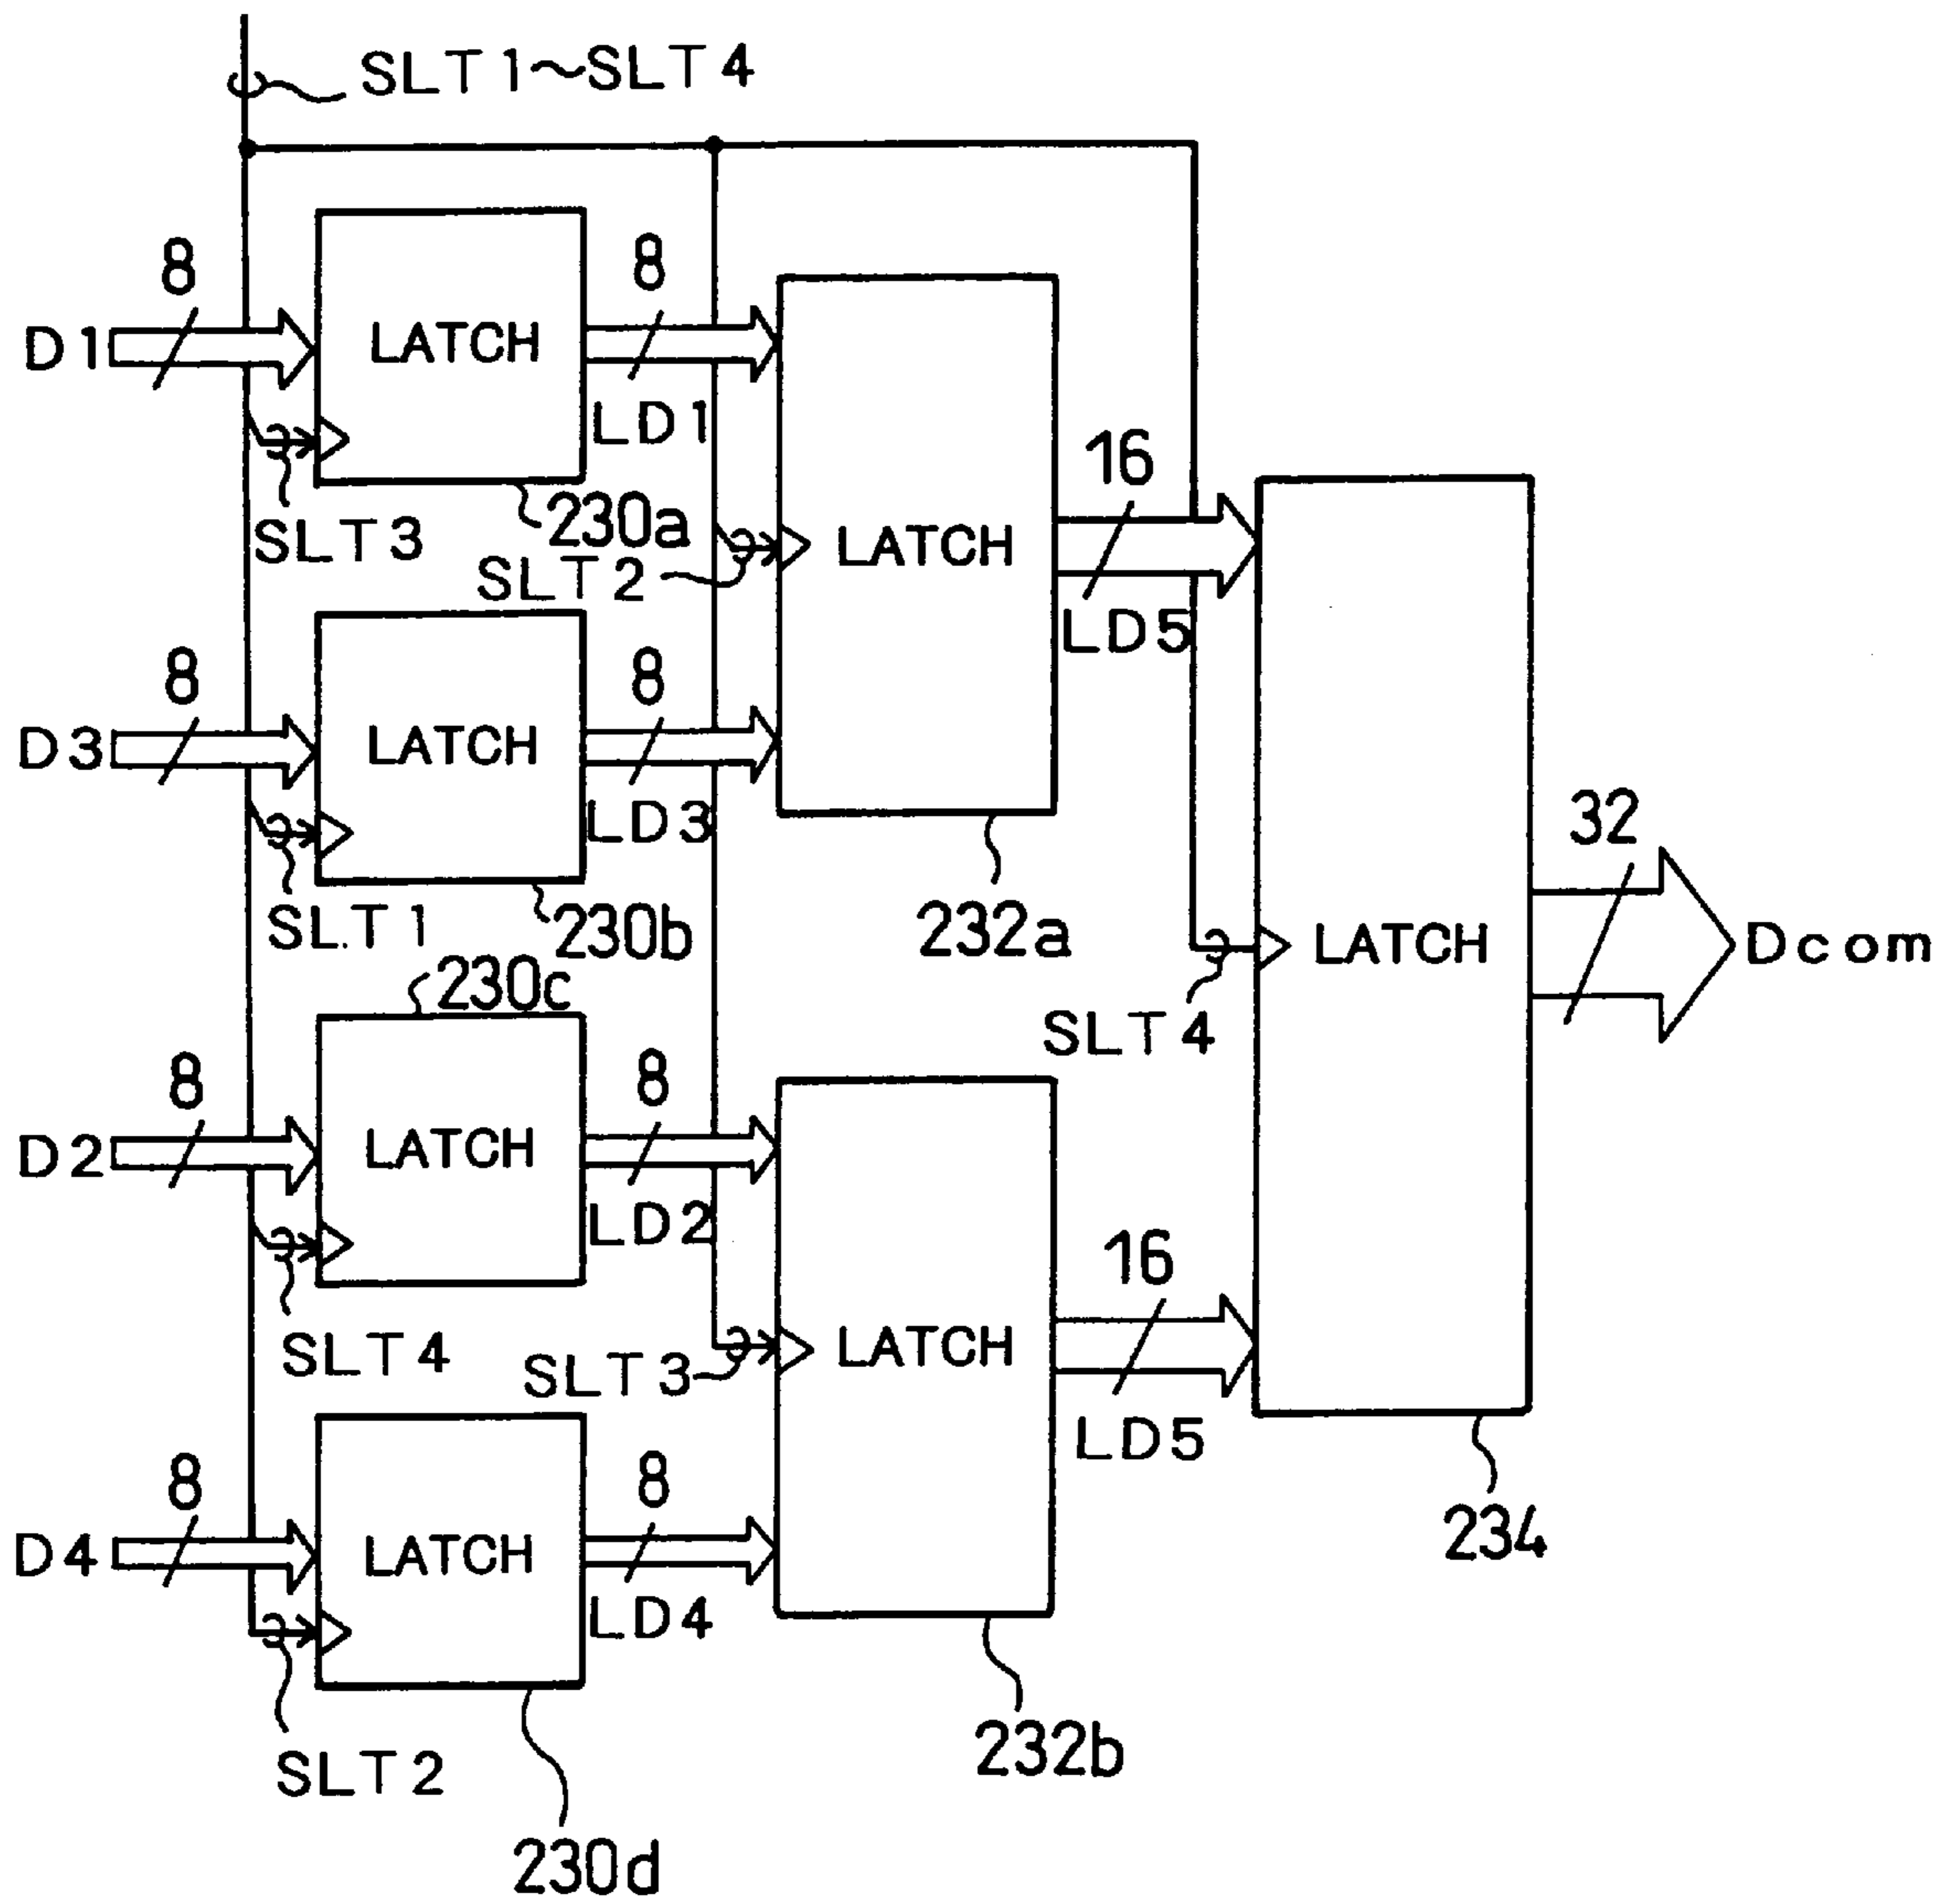 SLT1~SLT4
8
8
D1
LATCH
LD1
16
230a
SLT3
SLT2
LATCH
LD5
8
8
D3
LATCH
LD3
32
SLT1
230b
232a
LATCH
Dcom
230c
SLT4
8
8
D2
LATCH
LD2
16
SLT4
SLT3
LATCH
LD5
8
8
D4
LATCH
LD4
234
232b
SLT2
230d